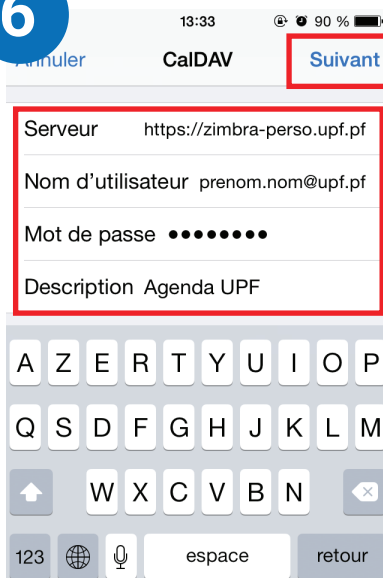 6
13:33 90 %
Annuler CalDAV Suivant
Serveur https://zimbra-perso.upf.pf
Nom d’utilisateur prenom.nom@upf.pf
Mot de passe ●●●●●●●●
Description Agenda UPF
A Z E R T Y U I O P
Q S D F G H J K L M
W X C V B N
123 espace retour